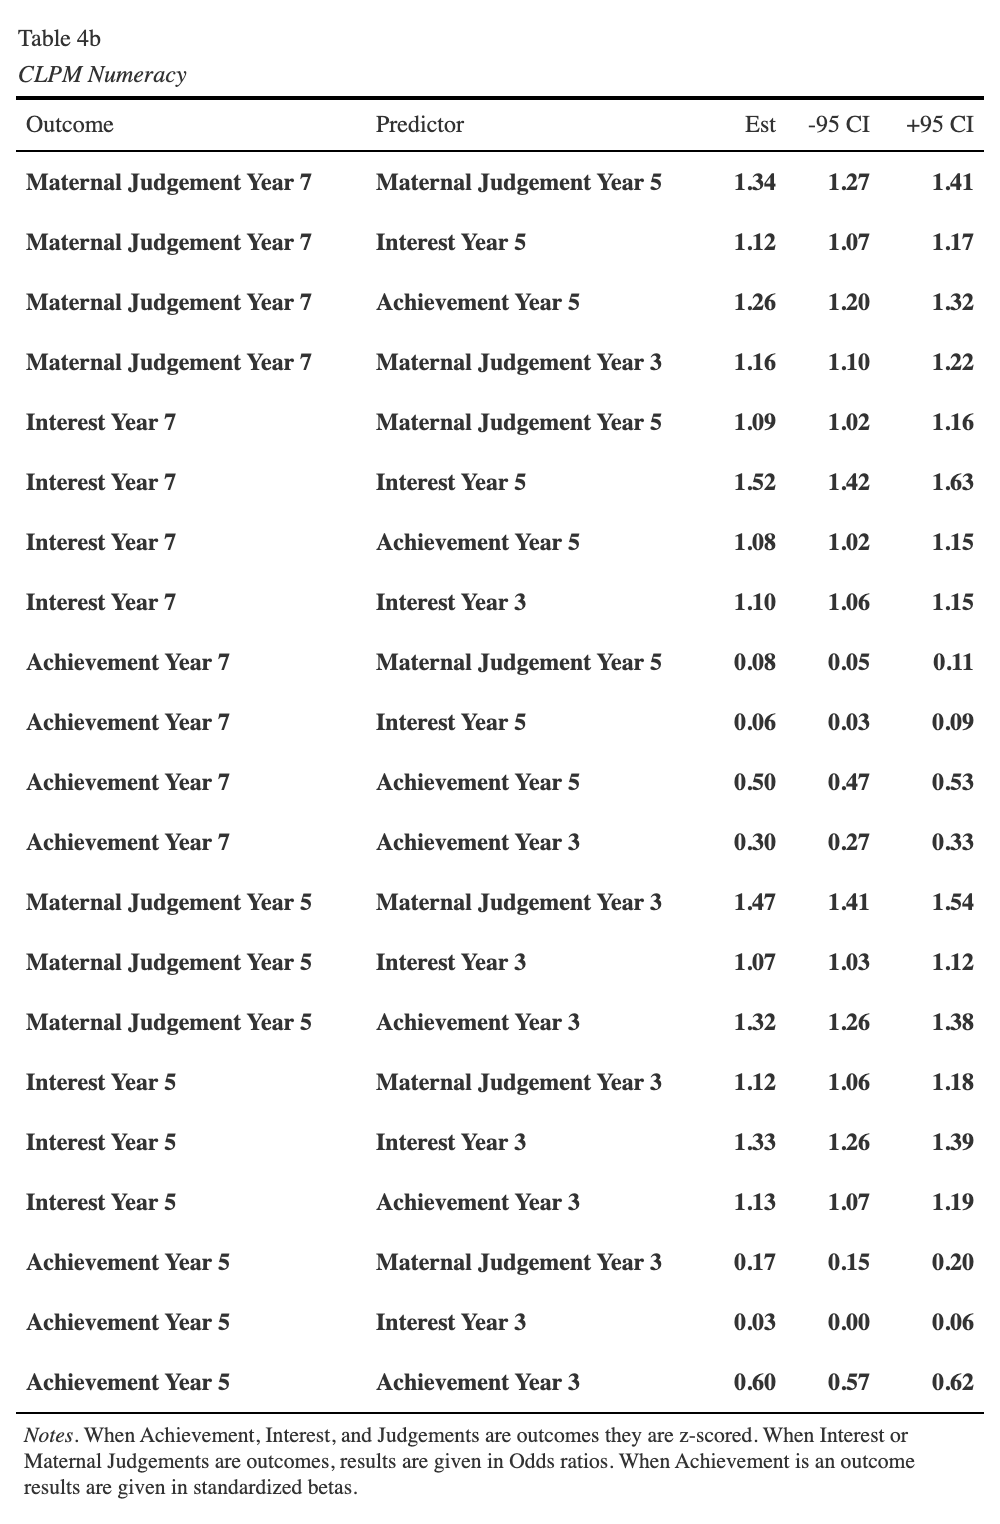 Table 4b
CLPM Numeracy
Outcome Predictor Est -95 CI +95 CI
Maternal Judgement Year 7 Maternal Judgement Year 5 1.34 1.27 1.41
Maternal Judgement Year 7 Interest Year 5 1.12 1.07 1.17
Maternal Judgement Year 7 Achievement Year 5 1.26 1.20 1.32
Maternal Judgement Year 7 Maternal Judgement Year 3 1.16 1.10 1.22
Interest Year 7 Maternal Judgement Year 5 1.09 1.02 1.16
Interest Year 7 Interest Year 5 1.52 1.42 1.63
Interest Year 7 Achievement Year 5 1.08 1.02 1.15
Interest Year 7 Interest Year 3 1.10 1.06 1.15
Achievement Year 7 Maternal Judgement Year 5 0.08 0.05 0.11
Achievement Year 7 Interest Year 5 0.06 0.03 0.09
Achievement Year 7 Achievement Year 5 0.50 0.47 0.53
Achievement Year 7 Achievement Year 3 0.30 0.27 0.33
Maternal Judgement Year 5 Maternal Judgement Year 3 1.47 1.41 1.54
Maternal Judgement Year 5 Interest Year 3 1.07 1.03 1.12
Maternal Judgement Year 5 Achievement Year 3 1.32 1.26 1.38
Interest Year 5 Maternal Judgement Year 3 1.12 1.06 1.18
Interest Year 5 Interest Year 3 1.33 1.26 1.39
Interest Year 5 Achievement Year 3 1.13 1.07 1.19
Achievement Year 5 Maternal Judgement Year 3 0.17 0.15 0.20
Achievement Year 5 Interest Year 3 0.03 0.00 0.06
Achievement Year 5 Achievement Year 3 0.60 0.57 0.62
Notes. When Achievement, Interest, and Judgements are outcomes they are z-scored. When Interest or
Maternal Judgements are outcomes, results are given in Odds ratios. When Achievement is an outcome
results are given in standardized betas.